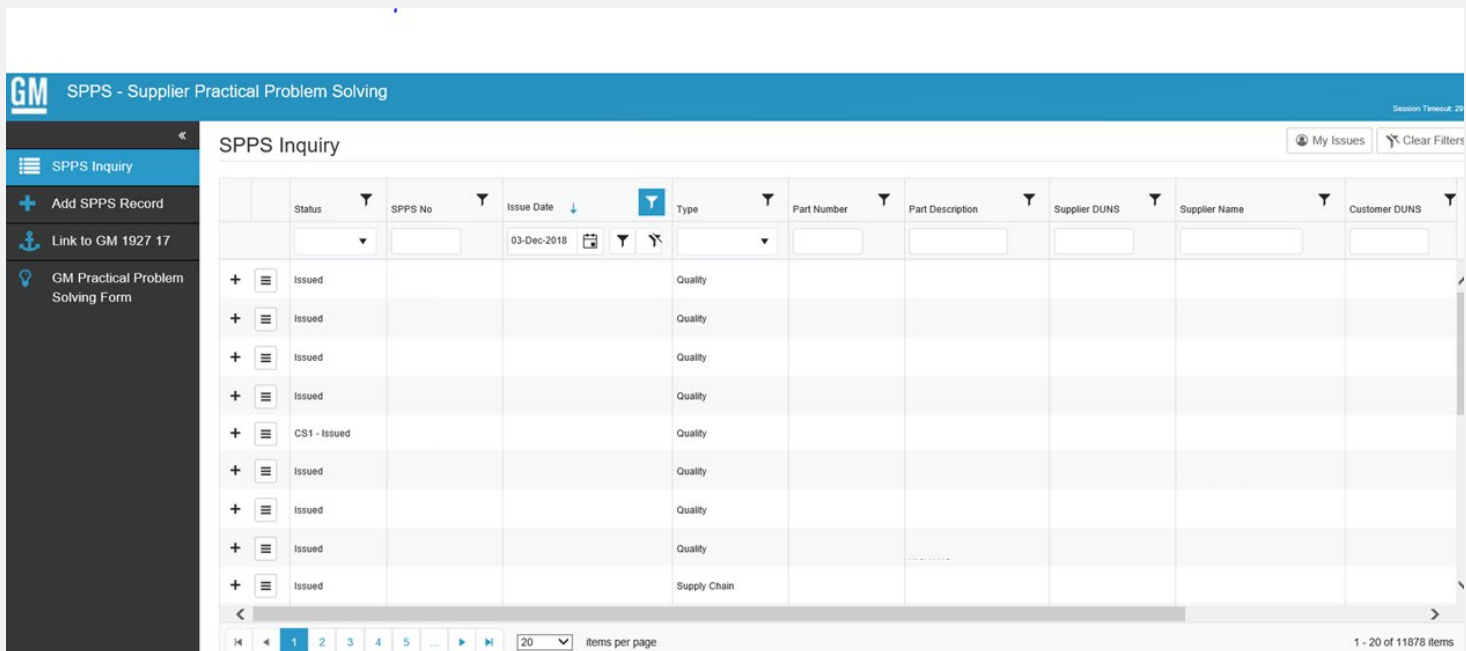 GM SPPS - Supplier Practical Problem Solving
Session Timeout: 29
«
SPPS Inquiry
Add SPPS Record
Link to GM 1927 17
GM Practical Problem
Solving Form
SPPS Inquiry
My Issues Clear Filters
Status SPPS No Issue Date ↓ Type Part Number Part Description Supplier DUNS Supplier Name Customer DUNS
03-Dec-2018
+ Issued Quality
+ Issued Quality
+ Issued Quality
+ Issued Quality
+ CS1 - Issued Quality
+ Issued Quality
+ Issued Quality
+ Issued Quality
+ Issued Supply Chain
1 2 3 4 5 ... 20 items per page 1 - 20 of 11878 items